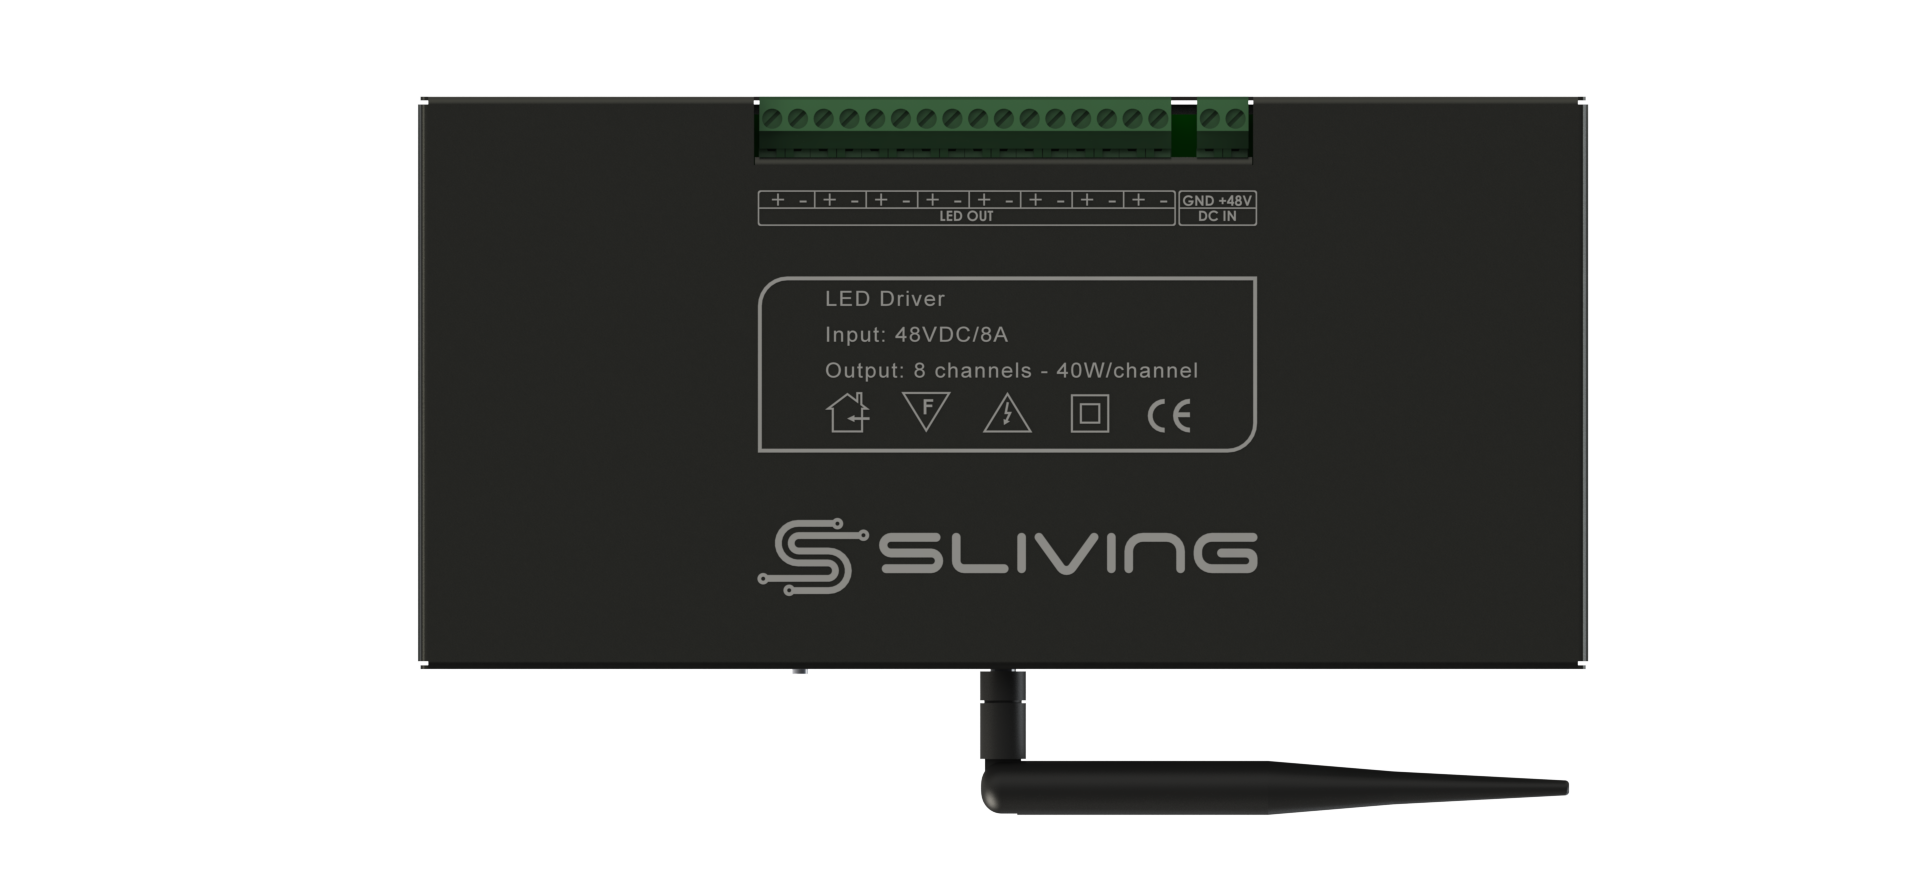 + - + - + - + - + - + - + - + - GND +48V
LED OUT DC IN
LED Driver
Input: 48VDC/8A
Output: 8 channels - 40W/channel
F
CE
SLIVING